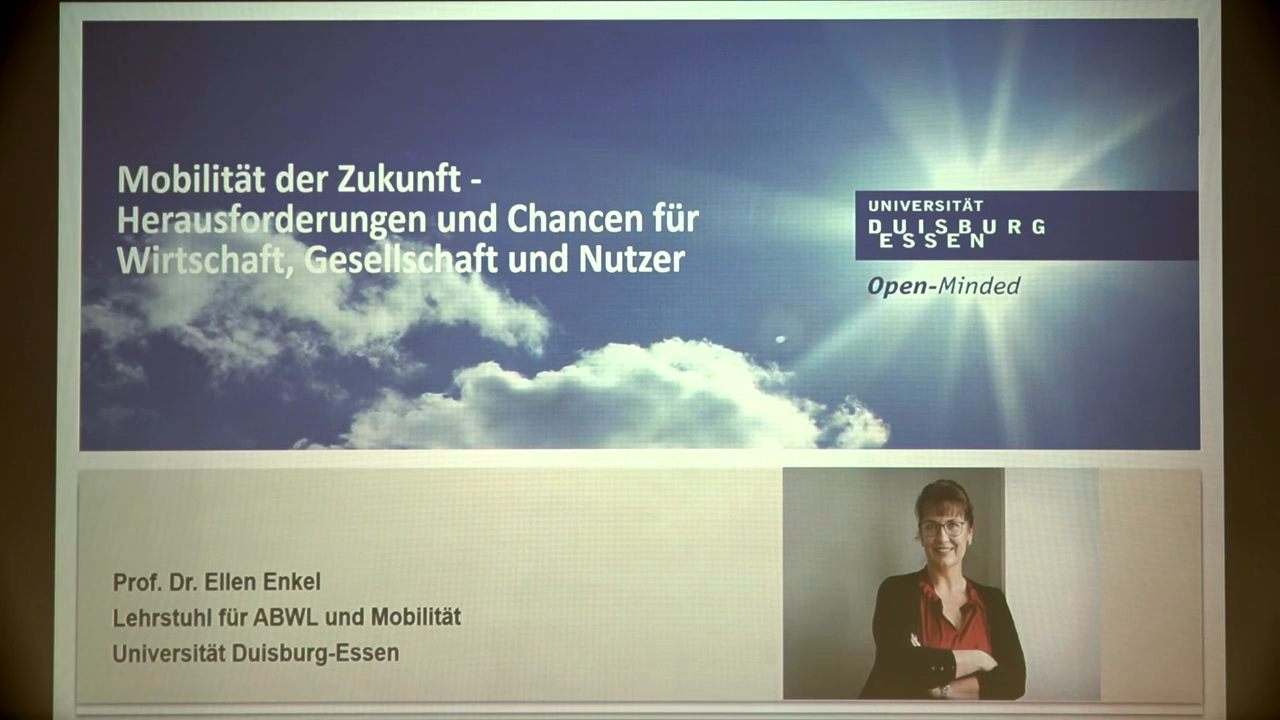 Mobilität der Zukunft -
Herausforderungen und Chancen für
Wirtschaft, Gesellschaft und Nutzer
UNIVERSITÄT
DUISBURG
ESSEN
Open-Minded
Prof. Dr. Ellen Enkel
Lehrstuhl für ABWL und Mobilität
Universität Duisburg-Essen